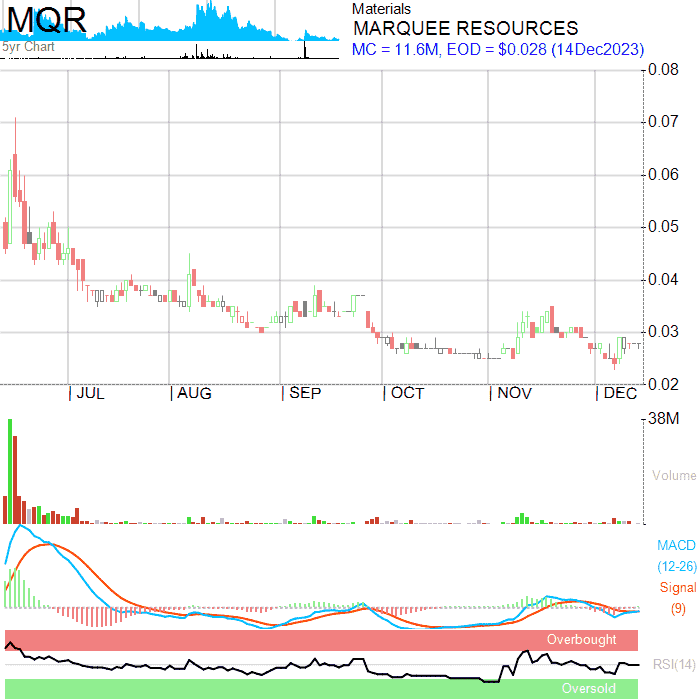 MQR
5yr Chart
Materials
MARQUEE RESOURCES
MC = 11.6M, EOD = $0.028 (14Dec2023)
0.08
0.07
0.06
0.05
0.04
0.03
0.02
JUL AUG SEP OCT NOV DEC
38M
Volume
MACD
(12-26)
Signal
(9)
Overbought
RSI(14)
Oversold